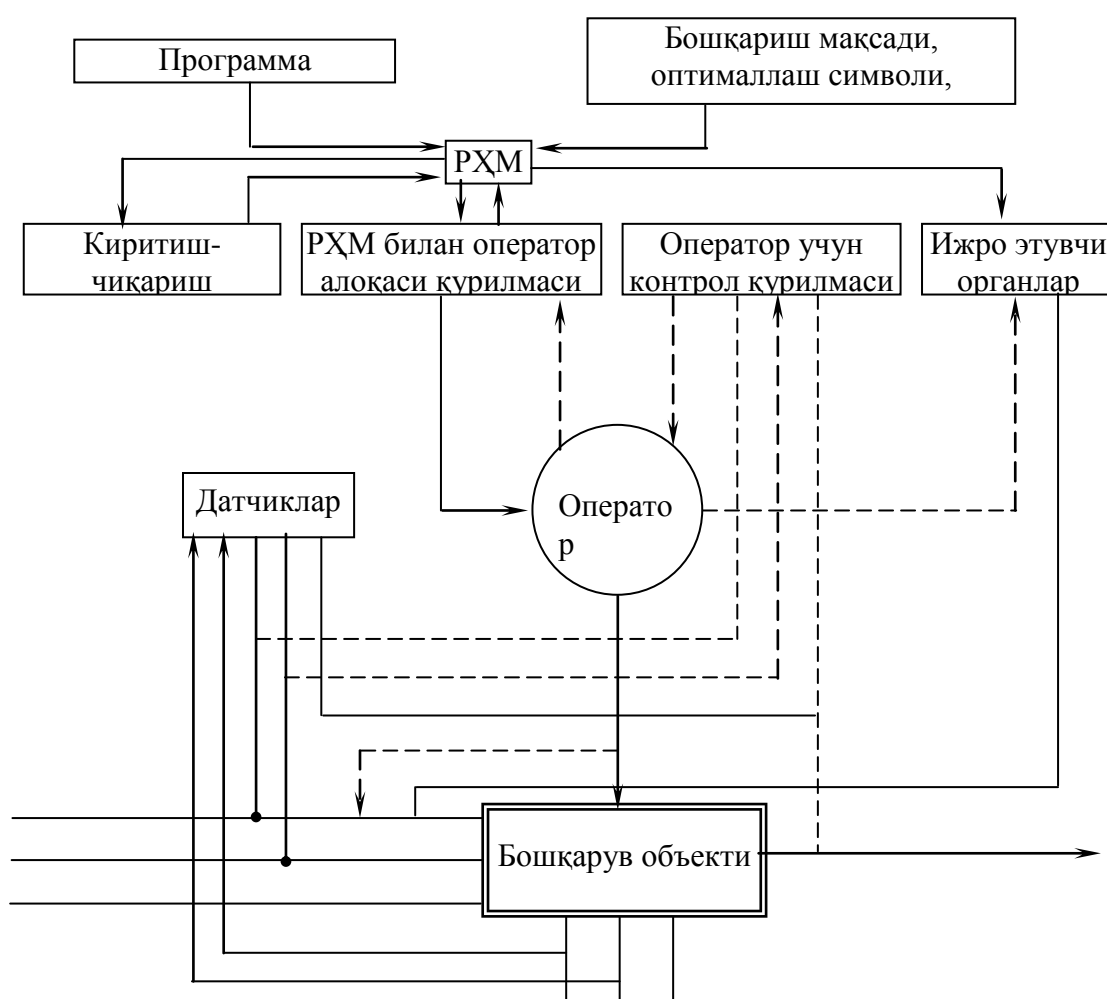 Программа
Бошқариш мақсади,
оптималлаш символи,
РҲМ
Киритиш-
чиқариш
РҲМ билан оператор
алоқаси қурилмаси
Оператор учун
контрол қурилмаси
Ижро этувчи
органлар
Датчиклар
Операто
р
Бошқарув объекти